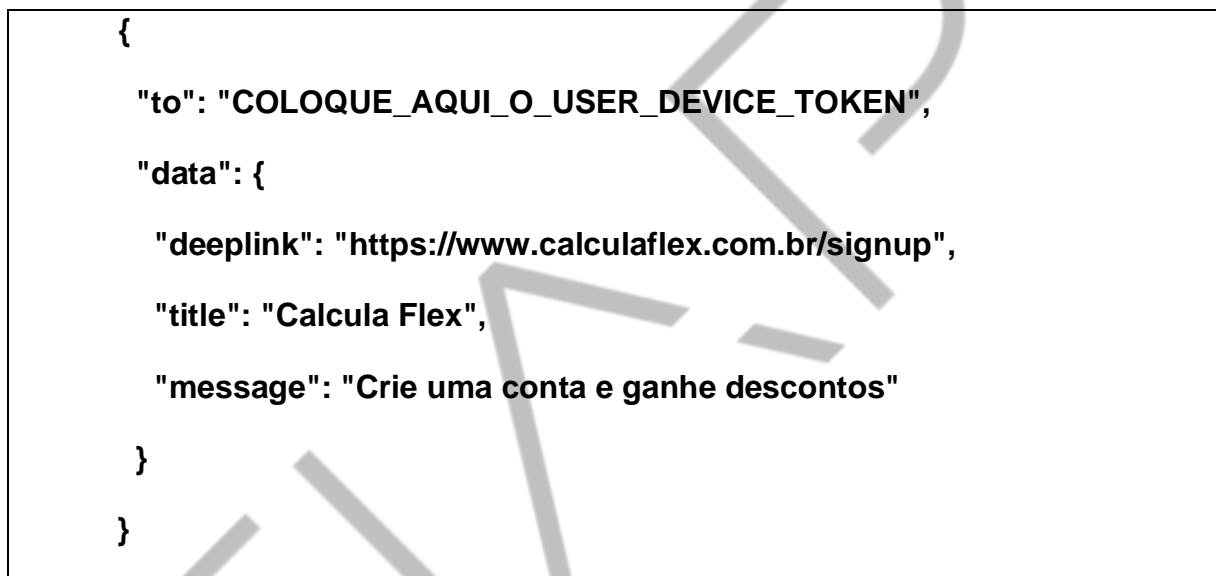 {
"to": "COLOQUE_AQUI_O_USER_DEVICE_TOKEN",
"data": {
"deeplink": "https://www.calculaflex.com.br/signup",
"title": "Calcula Flex",
"message": "Crie uma conta e ganhe descontos"
}
}